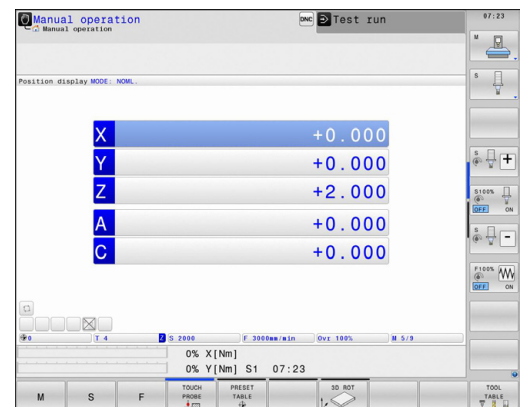 Manual operation
DNC
Test run
07:23
Manual operation
M
Position display MODE: NOML.
S
X +0.000
Y +0.000
Z +2.000
A +0.000
C +0.000
S +
S100%
OFF ON
S -
F100%
OFF ON
0 T 4 Z S 2000 F 3000mm/min Ovr 100% M 5/9
0% X[Nm]
0% Y[Nm] S1 07:23
M
S
F
TOUCH PROBE
PRESET TABLE
3D ROT
TOOL TABLE